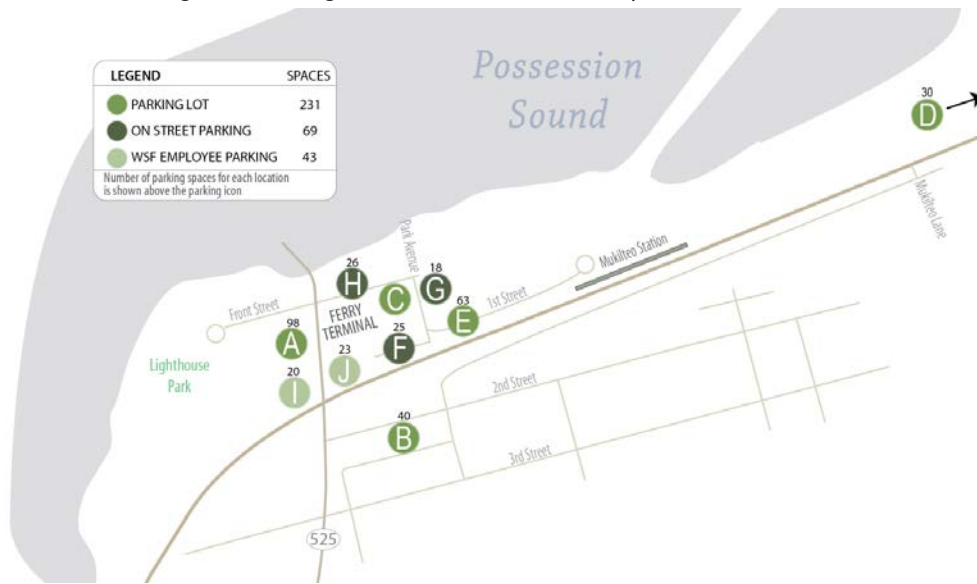 LEGEND SPACES
PARKING LOT 231
ON STREET PARKING 69
WSF EMPLOYEE PARKING 43
Number of parking spaces for each location
is shown above the parking icon
Possession
Sound
30
D
Mukilteo Lane
Mukilteo Station
Park Avenue
26
H
18
G
C
63
E
1st Street
Front Street
FERRY
TERMINAL
98
A
25
F
23
J
Lighthouse
Park
20
I
2nd Street
40
B
3rd Street
525